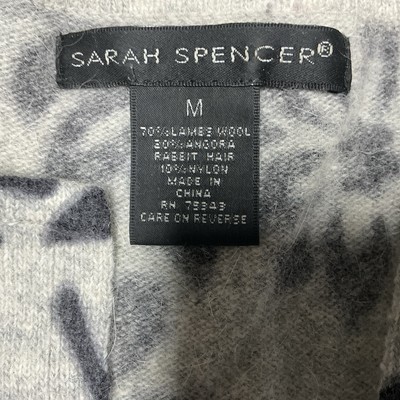 SARAH SPENCER®
M
70% LAMBS WOOL
20% ANGORA
RABBIT HAIR
10% NYLON
MADE IN
CHINA
RN 75343
CARE ON REVERSE